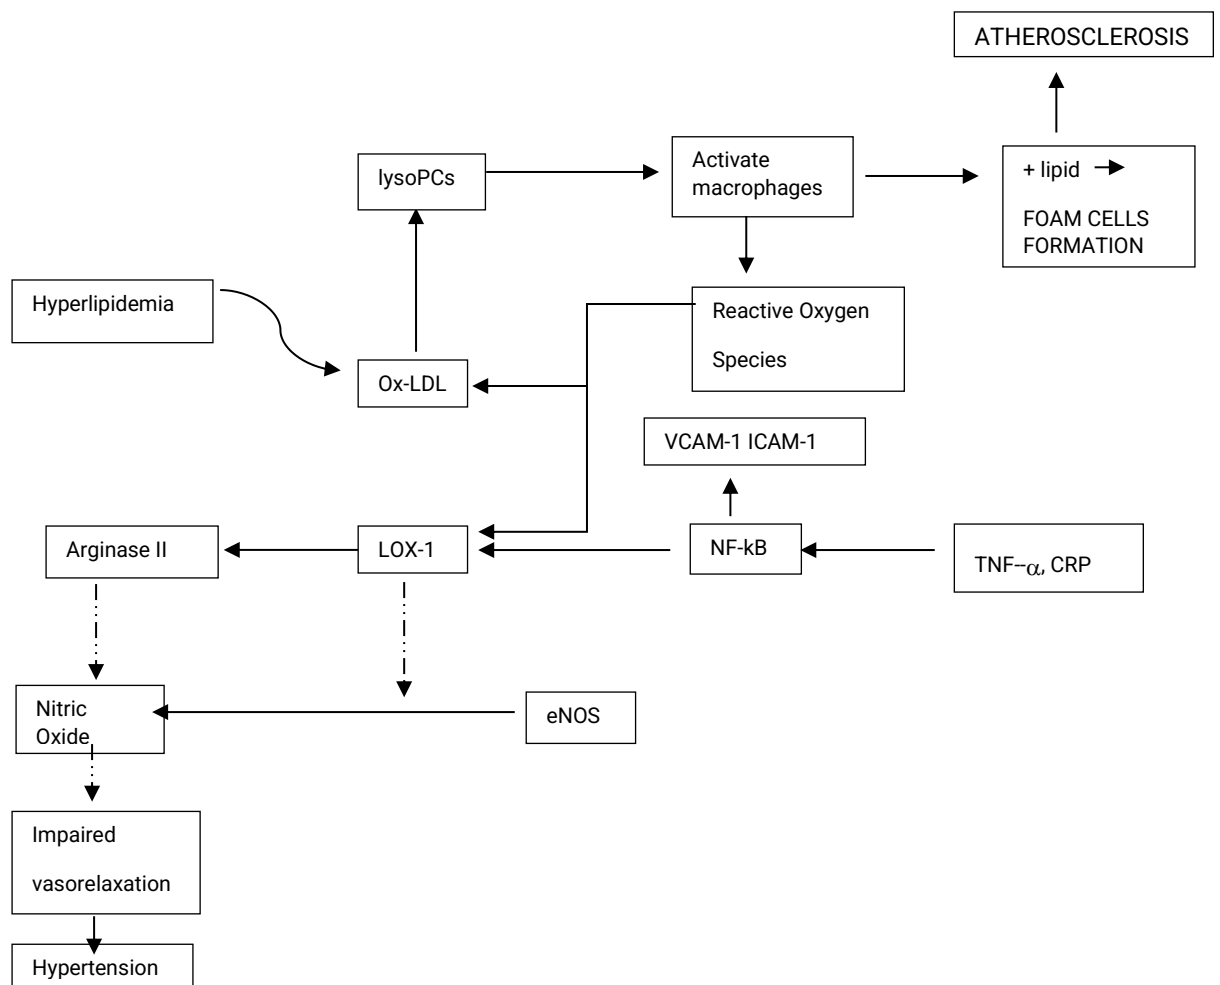 ATHEROSCLEROSIS
lysoPCs
Activate
macrophages
+ lipid
FOAM CELLS
FORMATION
Hyperlipidemia
Reactive Oxygen
Species
Ox-LDL
VCAM-1 ICAM-1
Arginase II
LOX-1
NF-kB
TNF-–α, CRP
Nitric
Oxide
eNOS
Impaired
vasorelaxation
Hypertension